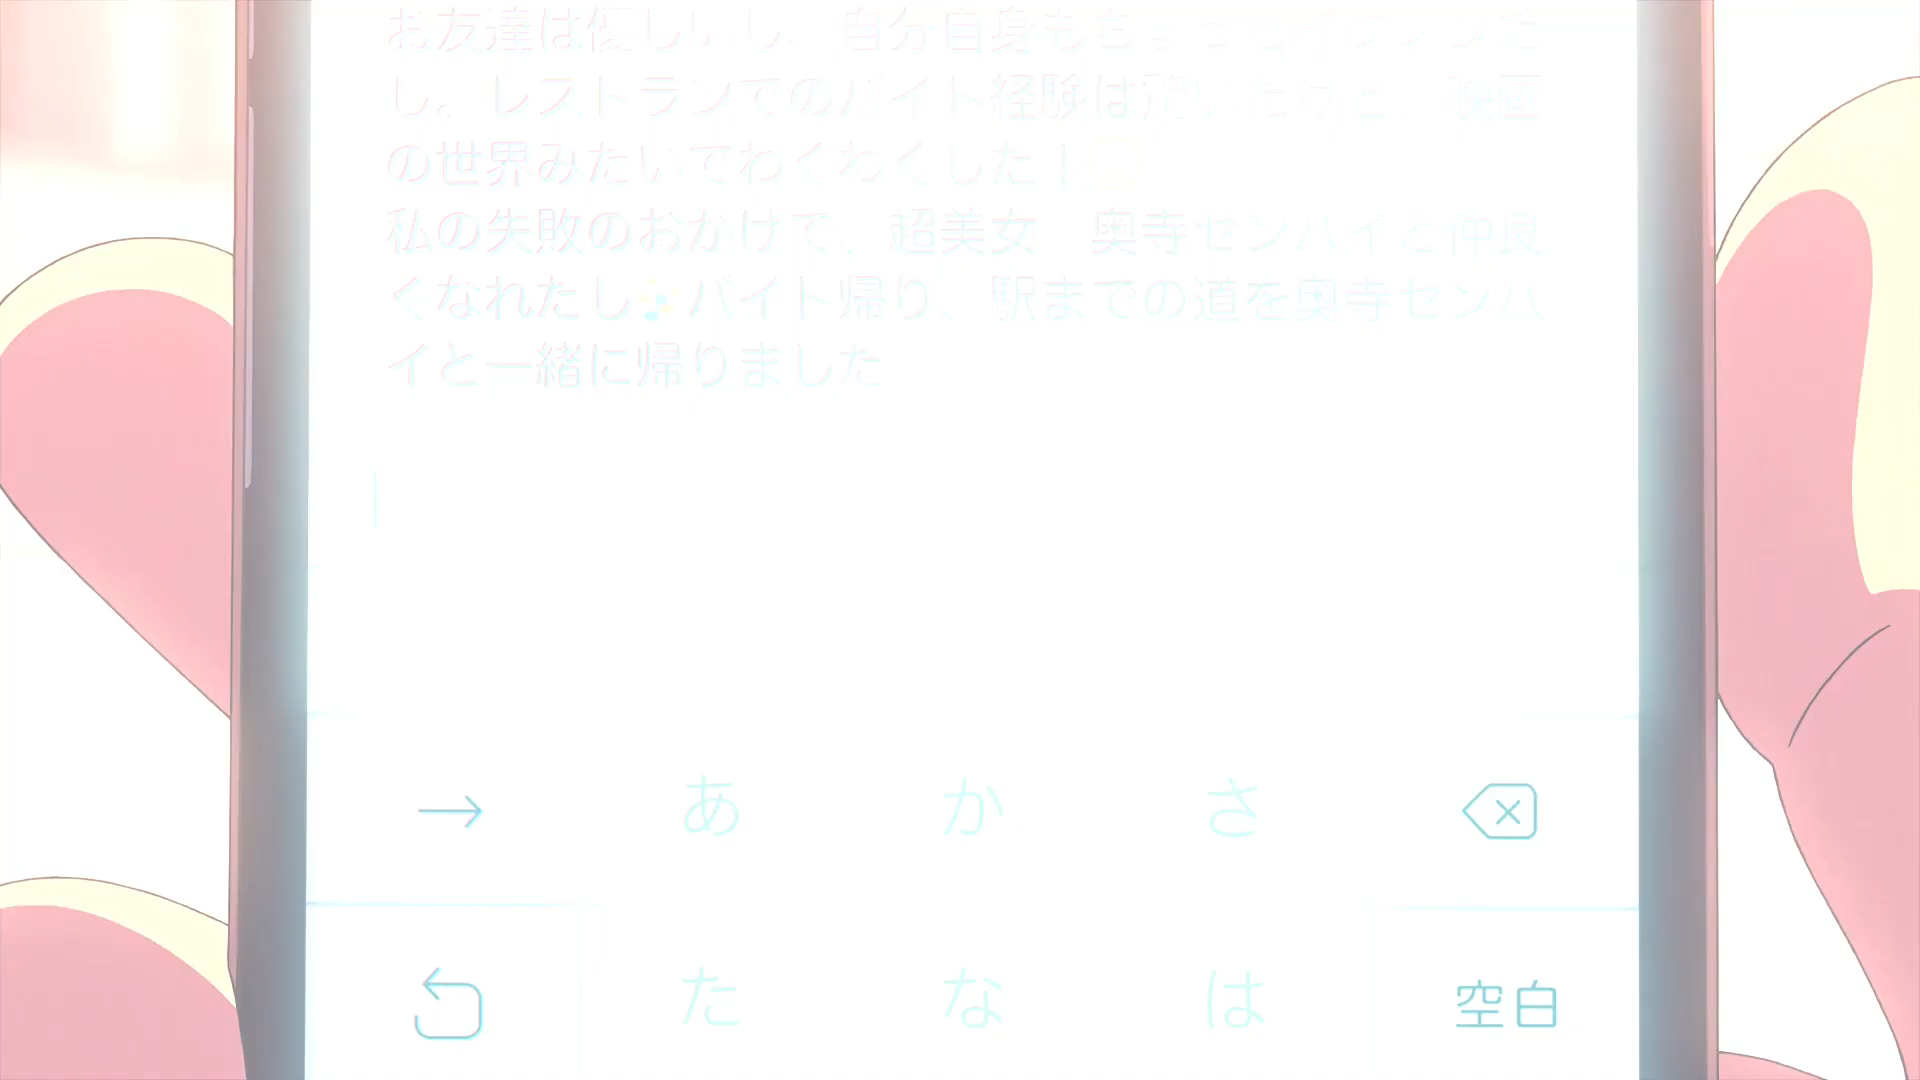 お友達は優しいし、自分自身もちょっとイケメンだ
し。レストランでのバイト経験は驚いたけど、映画
の世界みたいでわくわくした！
私の失敗のおかげで、超美女　奥寺センパイと仲良
くなれたしバイト帰り、駅までの道を奥寺センパ
イと一緒に帰りました
→ あ か さ
た な は 空白